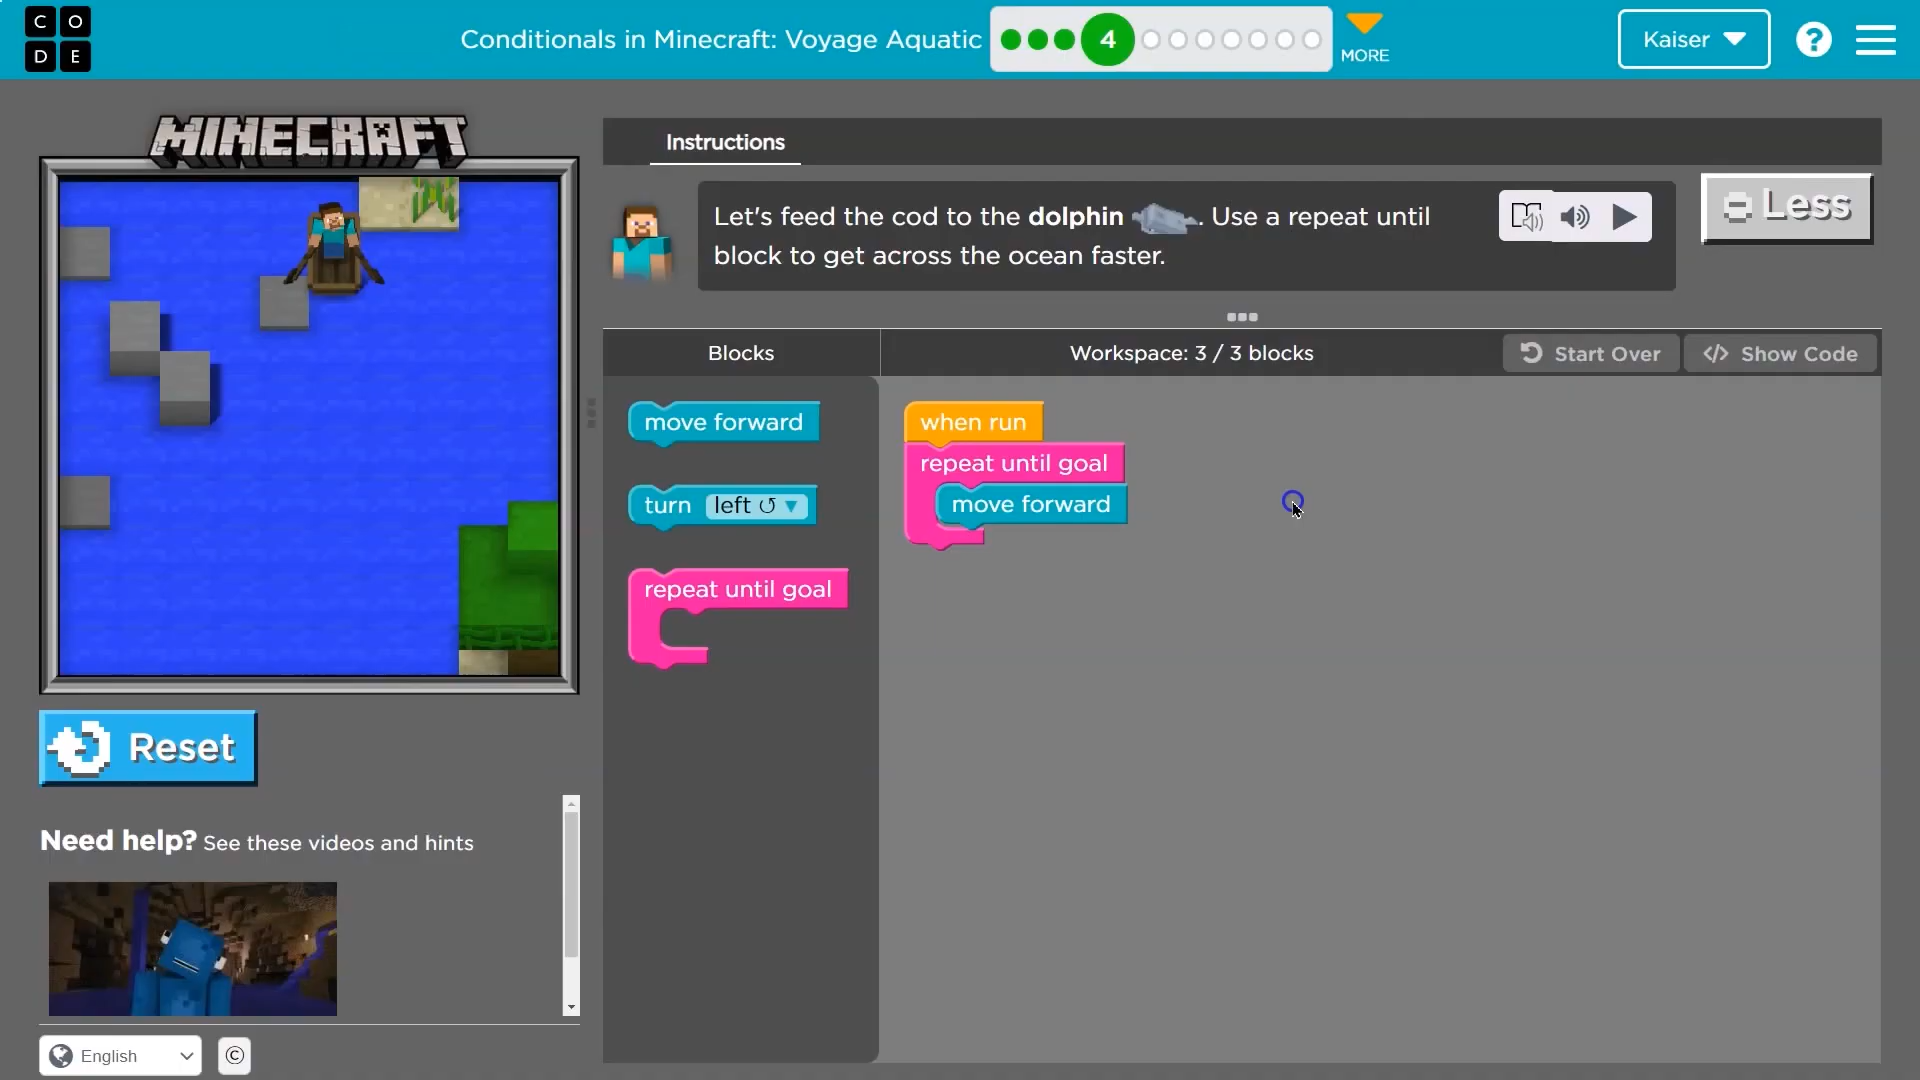 C O
D E
Conditionals in Minecraft: Voyage Aquatic
4
MORE
Kaiser
?
MINECRAFT
Instructions
Let's feed the cod to the dolphin . Use a repeat until
block to get across the ocean faster.
Less
Blocks
Workspace: 3 / 3 blocks
Start Over
</> Show Code
move forward
turn left ↺ ▼
repeat until goal
when run
repeat until goal
move forward
Reset
Need help? See these videos and hints
English
©